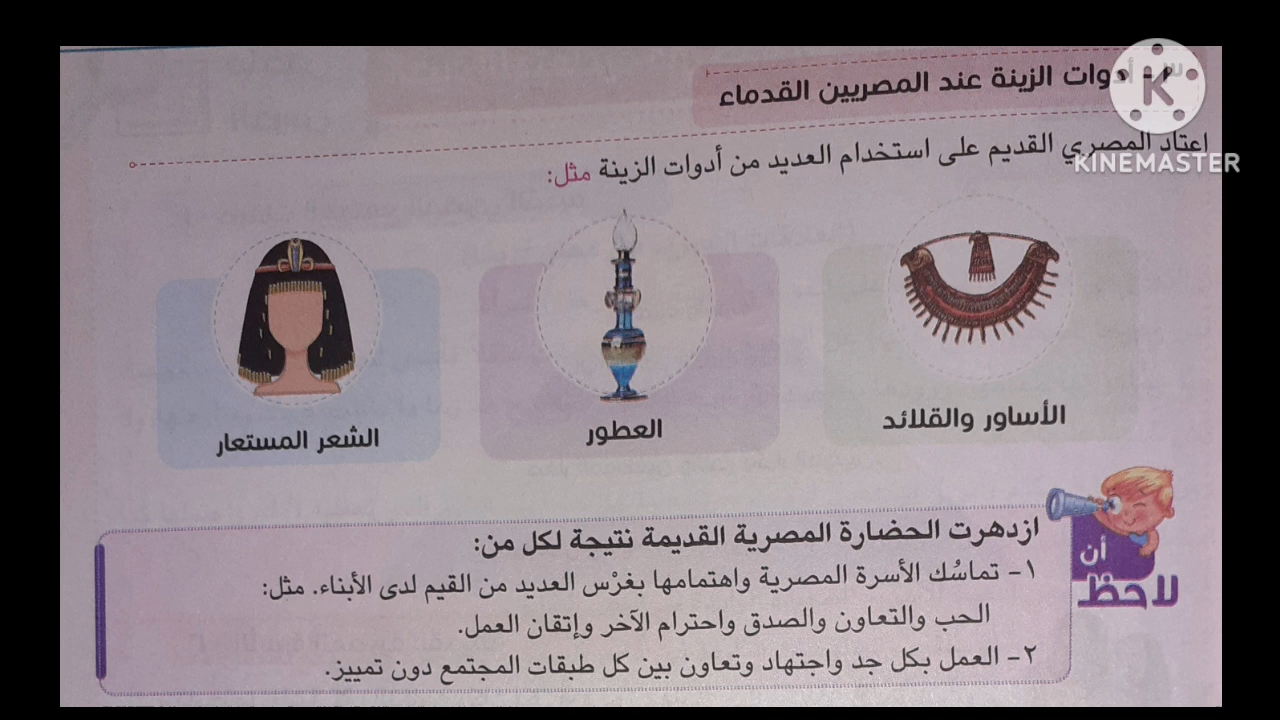 ٣- أدوات الزينة عند المصريين القدماء
اعتاد المصري القديم على استخدام العديد من أدوات الزينة مثل:
K
KINEMASTER
الأساور والقلائد
العطور
الشعر المستعار
لاحظ أن
ازدهرت الحضارة المصرية القديمة نتيجة لكل من:
١- تماسُك الأسرة المصرية واهتمامها بغرْس العديد من القيم لدى الأبناء. مثل:
الحب والتعاون والصدق واحترام الآخر وإتقان العمل.
٢- العمل بكل جد واجتهاد وتعاون بين كل طبقات المجتمع دون تمييز.